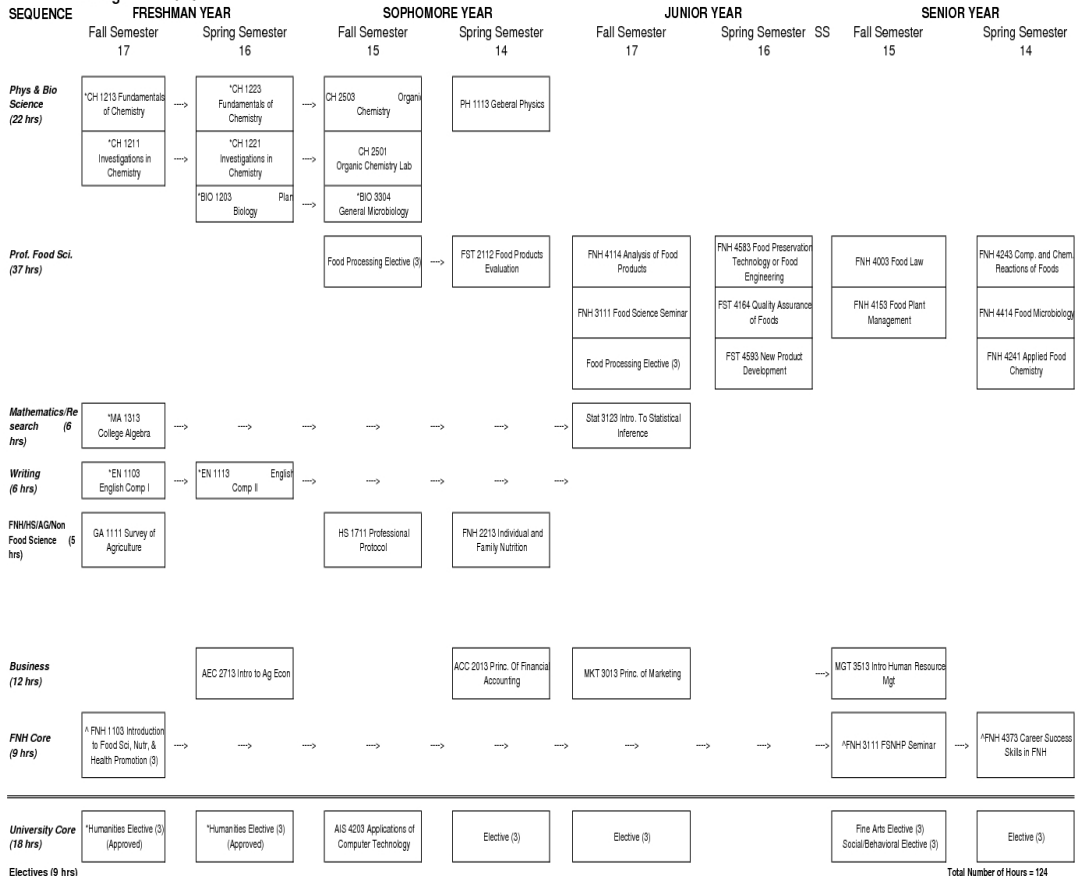 SEQUENCE FRESHMAN YEAR SOPHOMORE YEAR JUNIOR YEAR SENIOR YEAR
Fall Semester Spring Semester Fall Semester Spring Semester Fall Semester Spring Semester SS Fall Semester Spring Semester
17 16 15 14 17 16 15 14
Phys & Bio
Science
(22 hrs)
*CH 1213 Fundamentals
of Chemistry
---->
*CH 1223
Fundamentals of
Chemistry
---->
CH 2503 Organi
Chemistry
PH 1113 Geberal Physics
*CH 1211
Investigations in
Chemistry
---->
*CH 1221
Investigations in
Chemistry
---->
CH 2501
Organic Chemistry Lab
*BIO 1203 Plan
Biology
---->
*BIO 3304
General Microbiology
Prof. Food Sci.
(37 hrs)
Food Processing Elective (3)
---->
FST 2112 Food Products
Evaluation
FNH 4114 Analysis of Food
Products
FNH 4583 Food Preservation
Technology or Food
Engineering
FNH 4003 Food Law
FNH 4243 Comp. and Chem.
Reactions of Foods
FNH 3111 Food Science Seminar
FST 4164 Quality Assurance
of Foods
FNH 4153 Food Plant
Management
FNH 4414 Food Microbiology
Food Processing Elective (3)
FST 4593 New Product
Development
FNH 4241 Applied Food
Chemistry
Mathematics/Re
search (6
hrs)
*MA 1313
College Algebra
----> ----> ----> ----> ----> ---->
Stat 3123 Intro. To Statistical
Inference
Writing
(6 hrs)
*EN 1103
English Comp I
---->
*EN 1113 English
Comp II
----> ----> ----> ----> ---->
FNH/HS/AG/Non
Food Science (5
hrs)
GA 1111 Survey of
Agriculture
HS 1711 Professional
Protocol
FNH 2213 Individual and
Family Nutrition
Business
(12 hrs)
AEC 2713 Intro to Ag Econ
ACC 2013 Princ. Of Financial
Accounting
MKT 3013 Princ. of Marketing
---->
MGT 3513 Intro Human Resource
Mgt
FNH Core
(9 hrs)
^ FNH 1103 Introduction
to Food Sci, Nutr, &
Health Promotion (3)
----> ----> ----> ----> ----> ----> ----> ----> ----> ---->
^FNH 3111 FSNHP Seminar
---->
^FNH 4373 Career Success
Skills in FNH
University Core
(18 hrs)
*Humanities Elective (3)
(Approved)
*Humanities Elective (3)
(Approved)
AIS 4203 Applications of
Computer Technology
Elective (3)
Elective (3)
Fine Arts Elective (3)
Social/Behavioral Elective (3)
Elective (3)
Electives (9 hrs) Total Number of Hours = 124